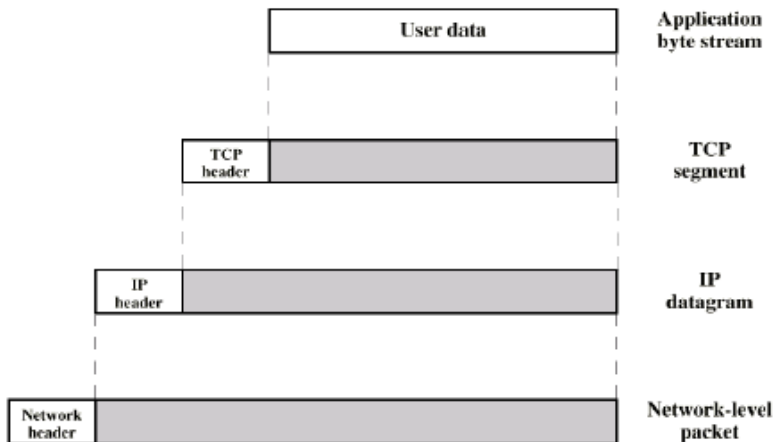 User data
Application
byte stream
TCP
header
TCP
segment
IP
header
IP
datagram
Network
header
Network-level
packet